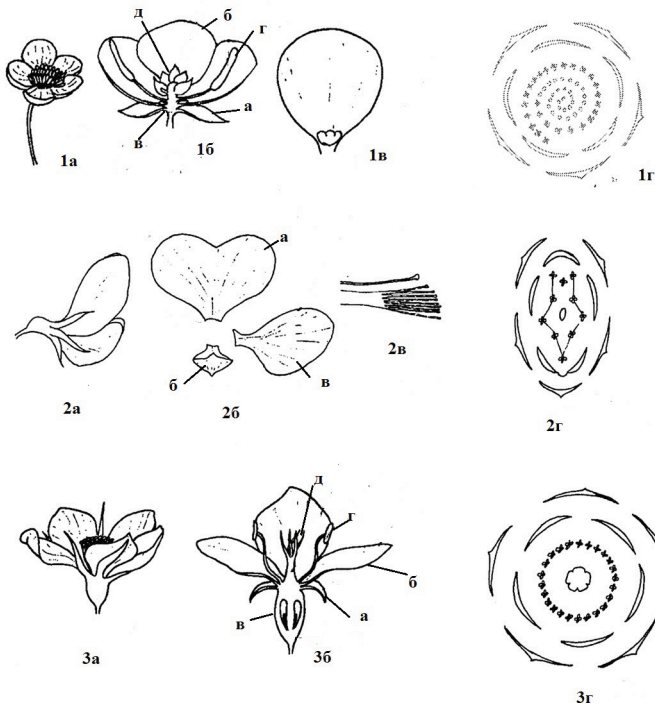 д б г
а
в
1а 1б 1в 1г
а
б в
2а 2б 2в 2г
д г
б
в а
3а 3б 3г